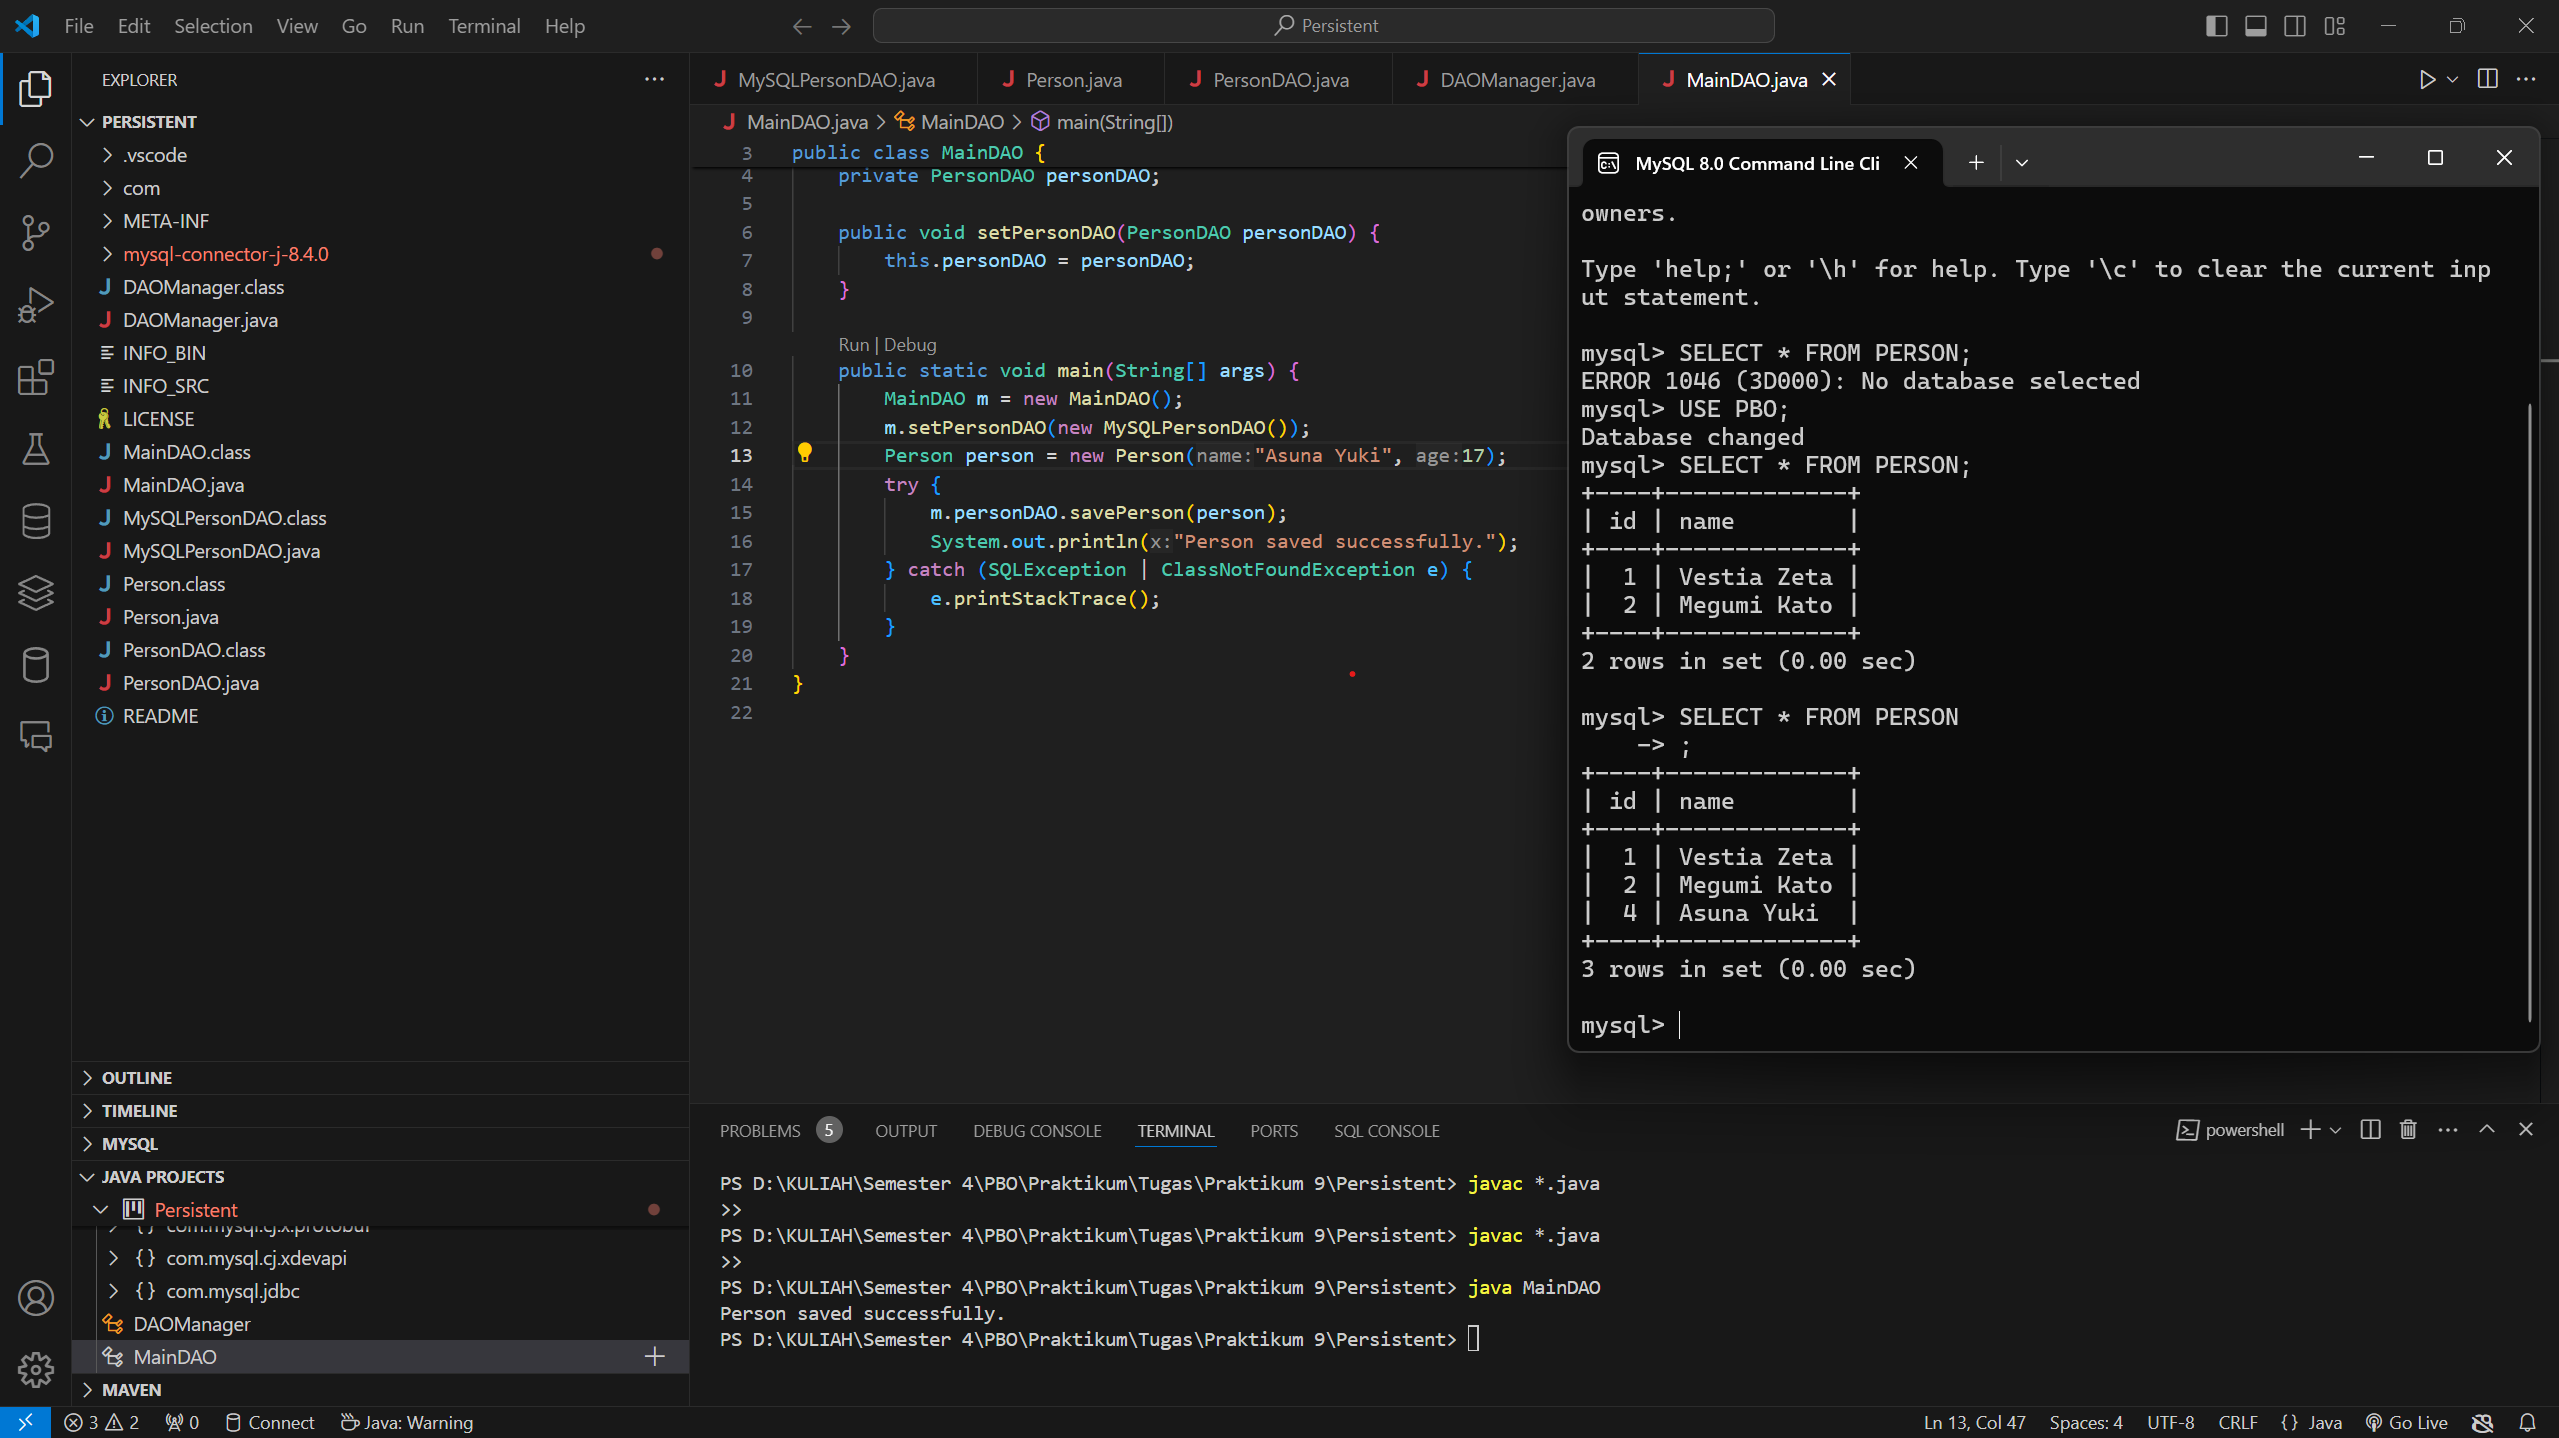 File Edit Selection View Go Run Terminal Help
Persistent
EXPLORER
PERSISTENT
.vscode
com
META-INF
mysql-connector-j-8.4.0
DAOManager.class
DAOManager.java
INFO_BIN
INFO_SRC
LICENSE
MainDAO.class
MainDAO.java
MySQLPersonDAO.class
MySQLPersonDAO.java
Person.class
Person.java
PersonDAO.class
PersonDAO.java
README
OUTLINE
TIMELINE
MYSQL
JAVA PROJECTS
Persistent
com.mysql.cj.x.protobuf
{} com.mysql.cj.xdevapi
{} com.mysql.jdbc
DAOManager
MainDAO
MAVEN
MySQLPersonDAO.java Person.java PersonDAO.java DAOManager.java MainDAO.java
MainDAO.java > MainDAO > main(String[])
3 public class MainDAO {
4 private PersonDAO personDAO;
5
6 public void setPersonDAO(PersonDAO personDAO) {
7 this.personDAO = personDAO;
8 }
9
Run | Debug
10 public static void main(String[] args) {
11 MainDAO m = new MainDAO();
12 m.setPersonDAO(new MySQLPersonDAO());
13 Person person = new Person(name:"Asuna Yuki", age:17);
14 try {
15 m.personDAO.savePerson(person);
16 System.out.println(x:"Person saved successfully.");
17 } catch (SQLException | ClassNotFoundException e) {
18 e.printStackTrace();
19 }
20 }
21 }
22
MySQL 8.0 Command Line Cli
owners.
Type 'help;' or '\h' for help. Type '\c' to clear the current inp
ut statement.
mysql> SELECT * FROM PERSON;
ERROR 1046 (3D000): No database selected
mysql> USE PBO;
Database changed
mysql> SELECT * FROM PERSON;
+----+-------------+
| id | name        |
+----+-------------+
|  1 | Vestia Zeta |
|  2 | Megumi Kato |
+----+-------------+
2 rows in set (0.00 sec)
mysql> SELECT * FROM PERSON
    -> ;
+----+-------------+
| id | name        |
+----+-------------+
|  1 | Vestia Zeta |
|  2 | Megumi Kato |
|  4 | Asuna Yuki  |
+----+-------------+
3 rows in set (0.00 sec)
mysql>
PROBLEMS 5 OUTPUT DEBUG CONSOLE TERMINAL PORTS SQL CONSOLE
powershell
PS D:\KULIAH\Semester 4\PBO\Praktikum\Tugas\Praktikum 9\Persistent> javac *.java
>>
PS D:\KULIAH\Semester 4\PBO\Praktikum\Tugas\Praktikum 9\Persistent> javac *.java
>>
PS D:\KULIAH\Semester 4\PBO\Praktikum\Tugas\Praktikum 9\Persistent> java MainDAO
Person saved successfully.
PS D:\KULIAH\Semester 4\PBO\Praktikum\Tugas\Praktikum 9\Persistent>
3 2 0 Connect Java: Warning
Ln 13, Col 47 Spaces: 4 UTF-8 CRLF {} Java Go Live